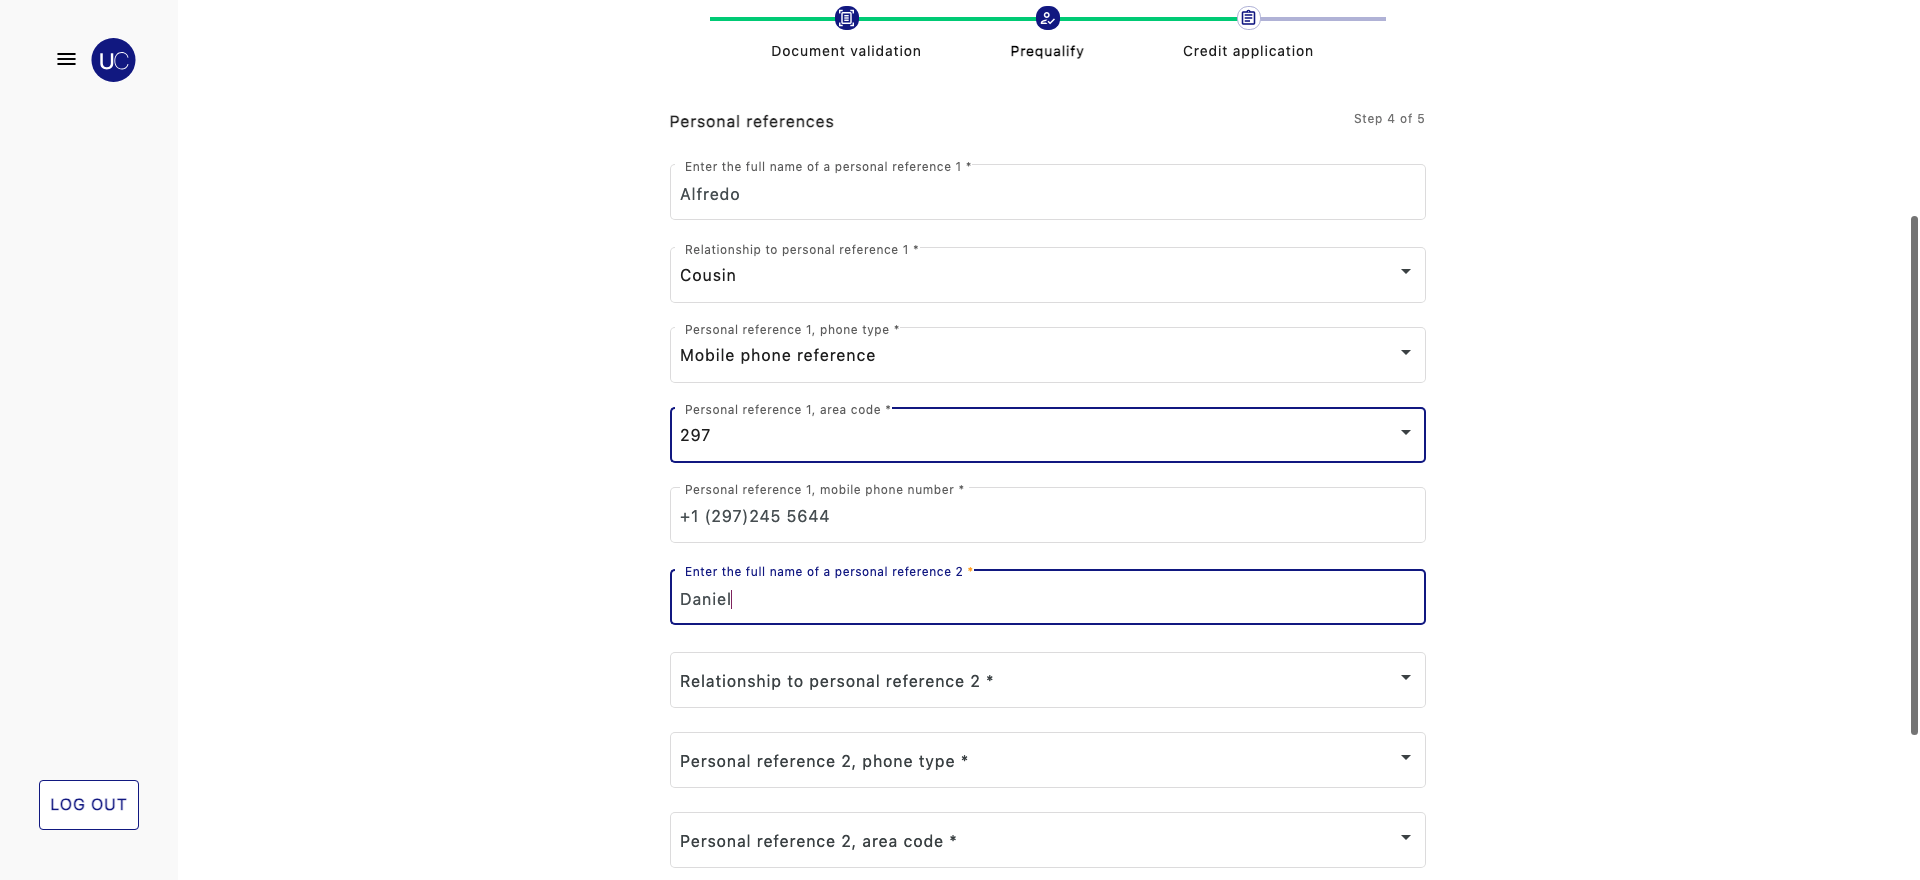 UC
Document validation
Prequalify
Credit application
Personal references
Step 4 of 5
Enter the full name of a personal reference 1 *
Alfredo
Relationship to personal reference 1 *
Cousin
Personal reference 1, phone type *
Mobile phone reference
Personal reference 1, area code *
297
Personal reference 1, mobile phone number *
+1 (297)245 5644
Enter the full name of a personal reference 2 *
Daniel
Relationship to personal reference 2 *
Personal reference 2, phone type *
Personal reference 2, area code *
LOG OUT